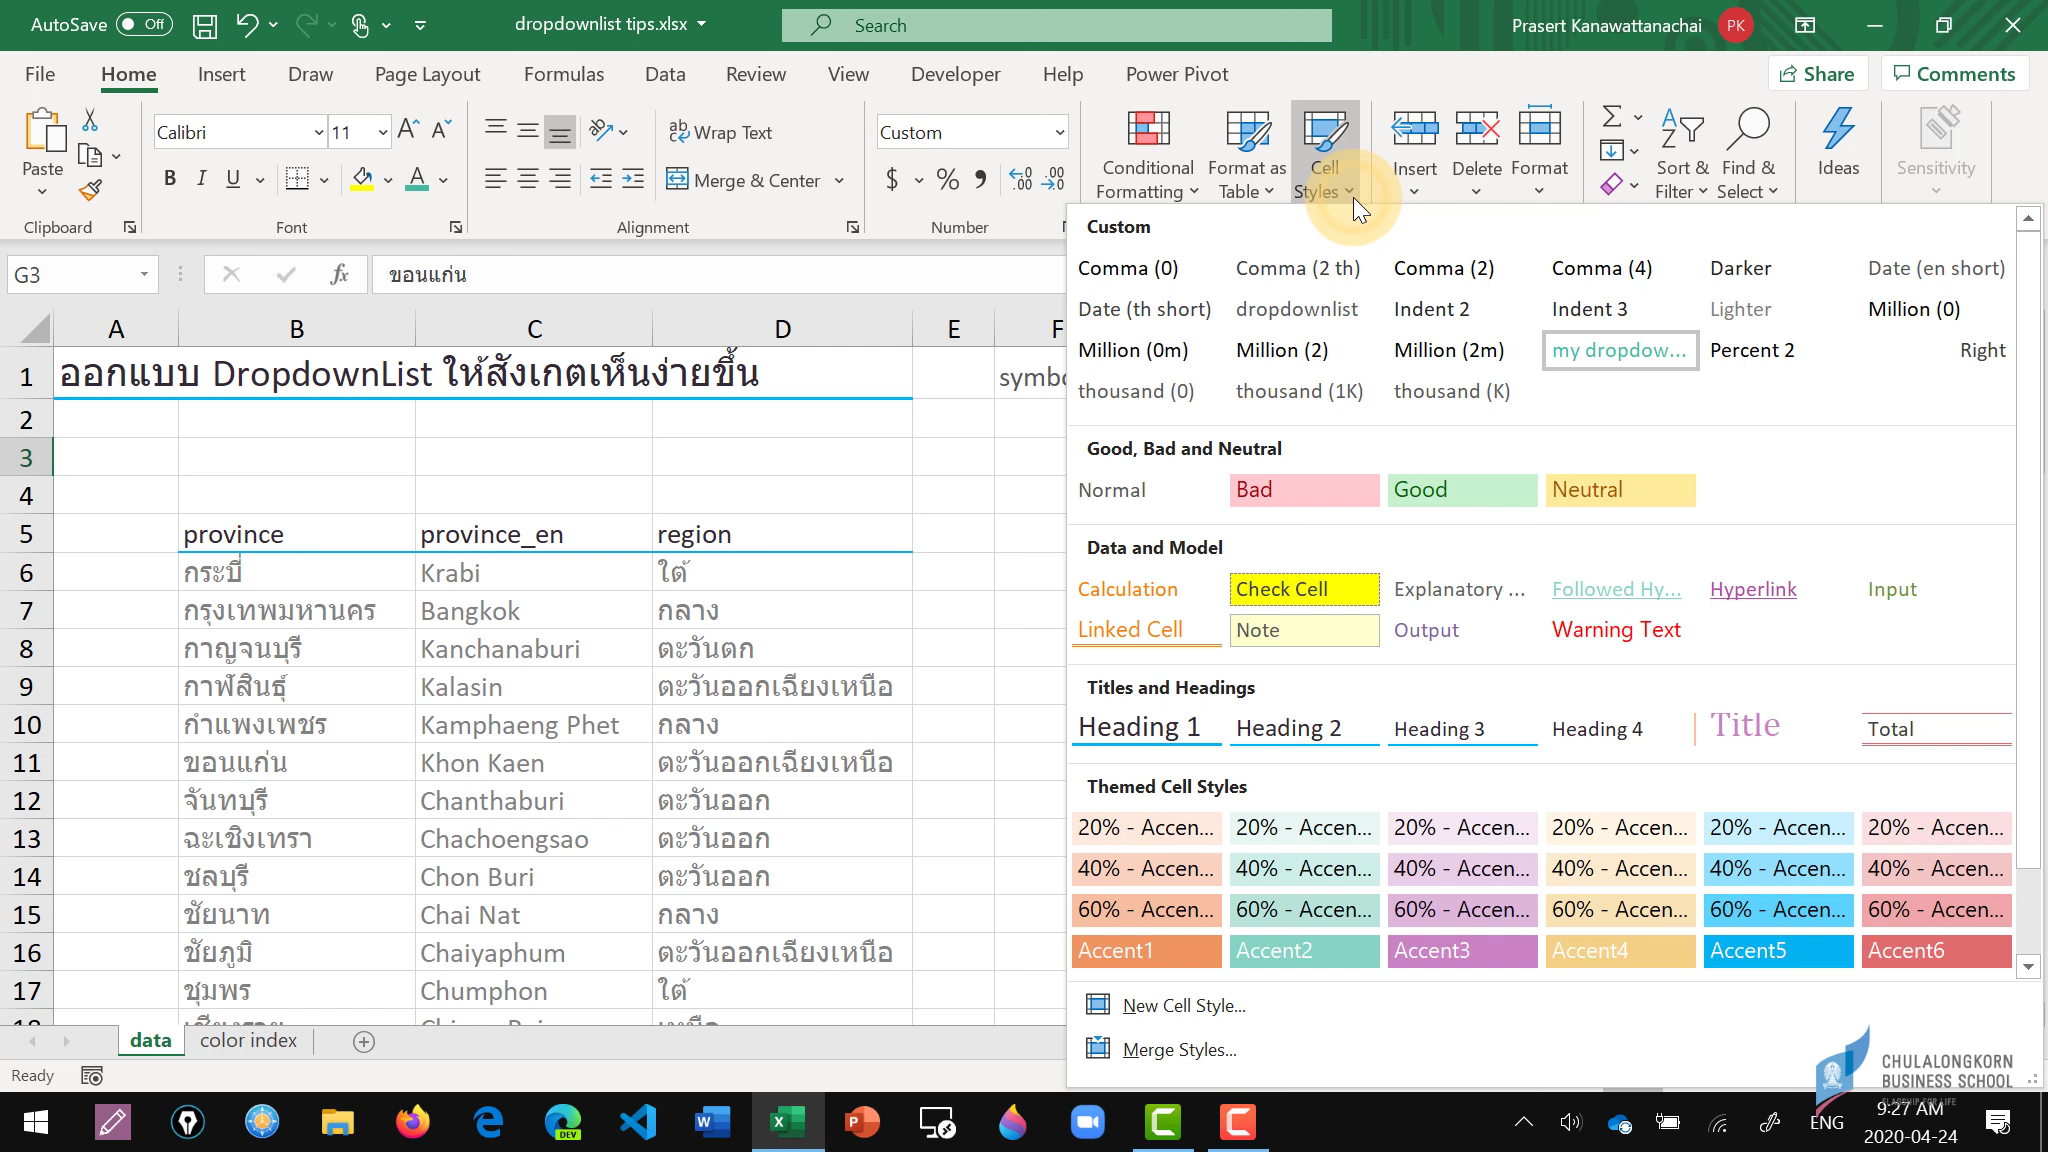 AutoSave Off dropdownlist tips.xlsx Search Prasert Kanawattanachai PK
File Home Insert Draw Page Layout Formulas Data Review View Developer Help Power Pivot Share Comments
Paste Calibri 11 Wrap Text Custom Conditional Formatting Format as Table Cell Styles Insert Delete Format Sort & Filter Find & Select Ideas Sensitivity
B I U Merge & Center $ %
Clipboard Font Alignment Number
G3 fx ขอนแก่น
A B C D E F
1 ออกแบบ DropdownList ให้สังเกตเห็นง่ายขึ้น
2
3
4
5 province province_en region
6 กระบี่ Krabi ใต้
7 กรุงเทพมหานคร Bangkok กลาง
8 กาญจนบุรี Kanchanaburi ตะวันตก
9 กาฬสินธุ์ Kalasin ตะวันออกเฉียงเหนือ
10 กำแพงเพชร Kamphaeng Phet กลาง
11 ขอนแก่น Khon Kaen ตะวันออกเฉียงเหนือ
12 จันทบุรี Chanthaburi ตะวันออก
13 ฉะเชิงเทรา Chachoengsao ตะวันออก
14 ชลบุรี Chon Buri ตะวันออก
15 ชัยนาท Chai Nat กลาง
16 ชัยภูมิ Chaiyaphum ตะวันออกเฉียงเหนือ
17 ชุมพร Chumphon ใต้
Custom
Comma (0) Comma (2 th) Comma (2) Comma (4) Darker Date (en short)
Date (th short) dropdownlist Indent 2 Indent 3 Lighter Million (0)
Million (0m) Million (2) Million (2m) my dropdow... Percent 2 Right
thousand (0) thousand (1K) thousand (K)
Good, Bad and Neutral
Normal Bad Good Neutral
Data and Model
Calculation Check Cell Explanatory ... Followed Hy... Hyperlink Input
Linked Cell Note Output Warning Text
Titles and Headings
Heading 1 Heading 2 Heading 3 Heading 4 Title Total
Themed Cell Styles
20% - Accen... 20% - Accen... 20% - Accen... 20% - Accen... 20% - Accen... 20% - Accen...
40% - Accen... 40% - Accen... 40% - Accen... 40% - Accen... 40% - Accen... 40% - Accen...
60% - Accen... 60% - Accen... 60% - Accen... 60% - Accen... 60% - Accen... 60% - Accen...
Accent1 Accent2 Accent3 Accent4 Accent5 Accent6
New Cell Style...
Merge Styles...
data color index
Ready
CHULALONGKORN
BUSINESS SCHOOL
FLAGSHIP FOR LIFE
ENG 9:27 AM
2020-04-24